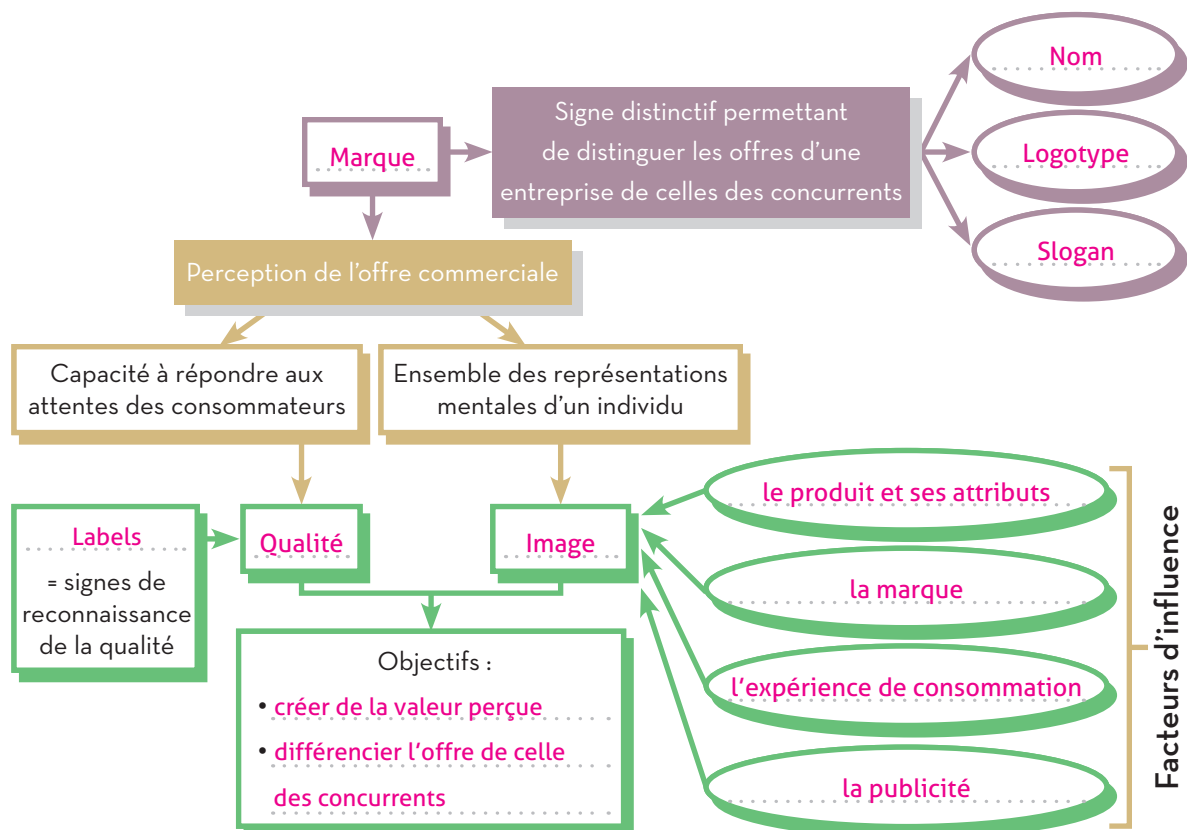 Nom
Signe distinctif permettant
de distinguer les offres d'une
entreprise de celles des concurrents
Marque
Logotype
Slogan
Perception de l'offre commerciale
Capacité à répondre aux
attentes des consommateurs
Ensemble des représentations
mentales d'un individu
le produit et ses attributs
Labels
= signes de
reconnaissance
de la qualité
Qualité
Image
la marque
l'expérience de consommation
la publicité
Facteurs d'influence
Objectifs :
• créer de la valeur perçue
• différencier l'offre de celle
des concurrents